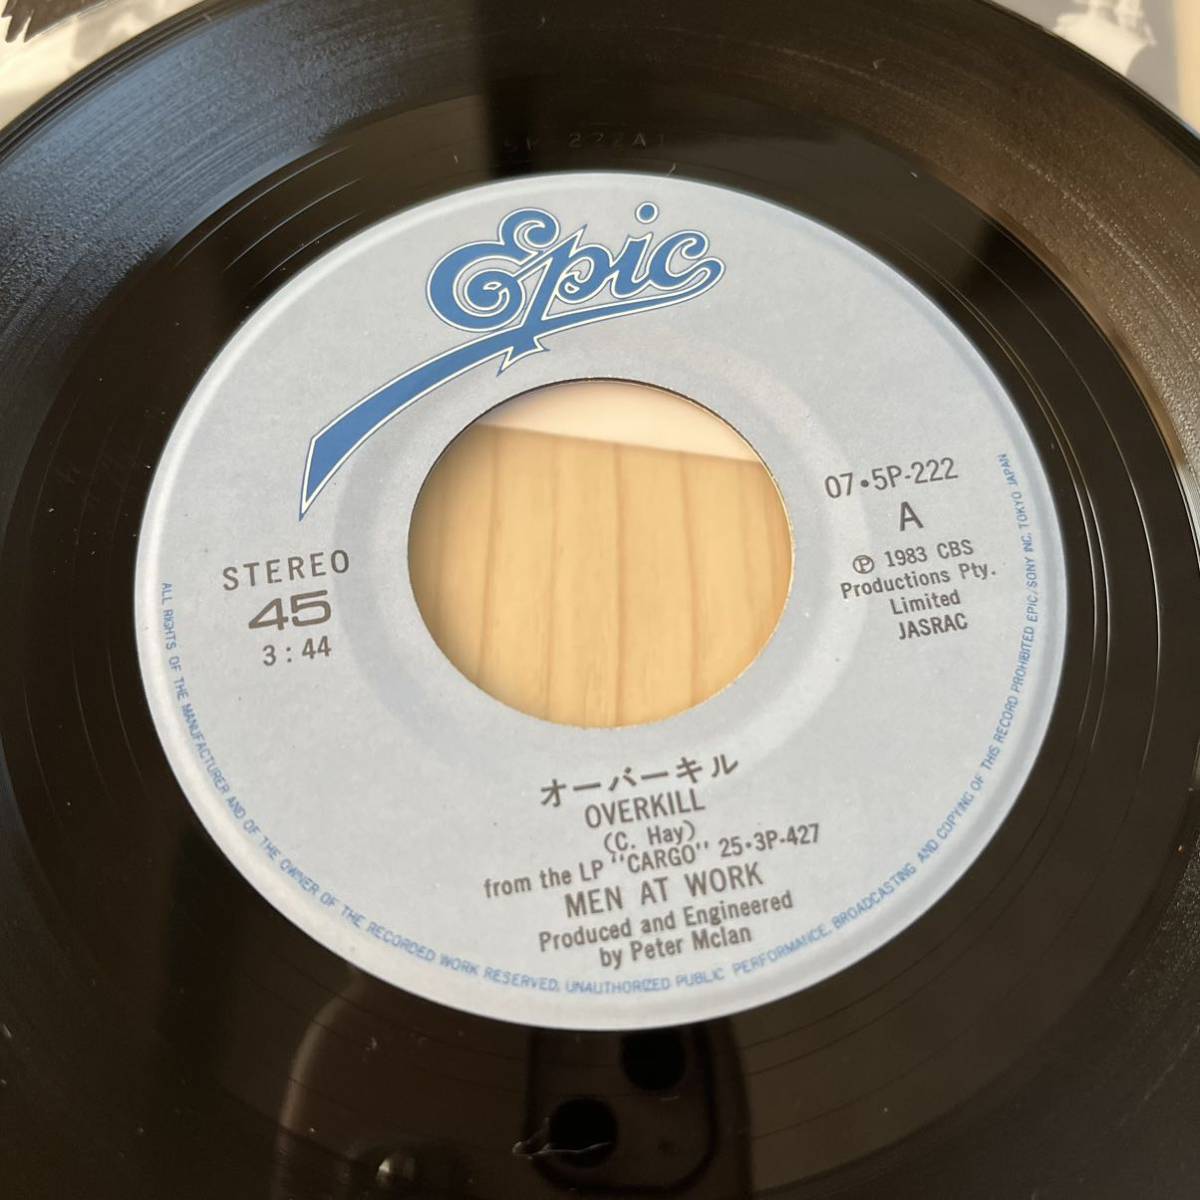 Epic
STEREO
45
3:44
07•5P-222
A
Ⓟ 1983 CBS
Productions Pty.
Limited
JASRAC
オーバーキル
OVERKILL
(C. Hay)
from the LP "CARGO" 25•3P-427
MEN AT WORK
Produced and Engineered
by Peter McIan
ALL RIGHTS OF THE MANUFACTURER AND OF THE OWNER OF THE RECORDED WORK RESERVED. UNAUTHORIZED PUBLIC PERFORMANCE, BROADCASTING AND COPYING OF THIS RECORD PROHIBITED EPIC/SONY INC. TOKYO JAPAN